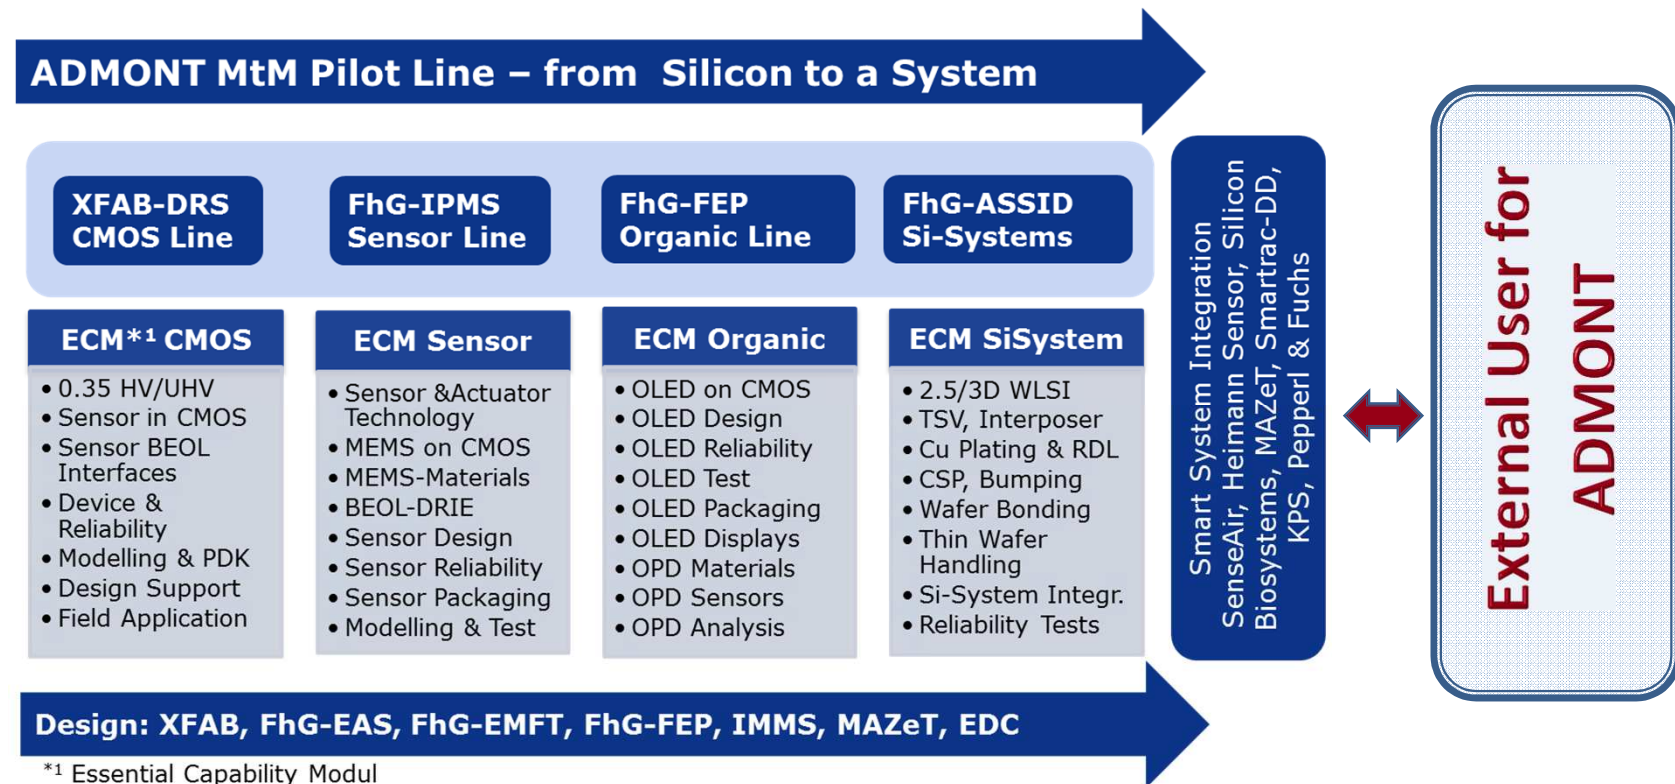 ADMONT MtM Pilot Line – from Silicon to a System
XFAB-DRS
CMOS Line
FhG-IPMS
Sensor Line
FhG-FEP
Organic Line
FhG-ASSID
Si-Systems
ECM*1 CMOS
• 0.35 HV/UHV
• Sensor in CMOS
• Sensor BEOL
Interfaces
• Device &
Reliability
• Modelling & PDK
• Design Support
• Field Application
ECM Sensor
• Sensor &Actuator
Technology
• MEMS on CMOS
• MEMS-Materials
• BEOL-DRIE
• Sensor Design
• Sensor Reliability
• Sensor Packaging
• Modelling & Test
ECM Organic
• OLED on CMOS
• OLED Design
• OLED Reliability
• OLED Test
• OLED Packaging
• OLED Displays
• OPD Materials
• OPD Sensors
• OPD Analysis
ECM SiSystem
• 2.5/3D WLSI
• TSV, Interposer
• Cu Plating & RDL
• CSP, Bumping
• Wafer Bonding
• Thin Wafer
Handling
• Si-System Integr.
• Reliability Tests
Smart System Integration
SenseAir, Heimann Sensor, Silicon
Biosystems, MAZeT, Smartrac-DD,
KPS, Pepperl & Fuchs
External User for
ADMONT
Design: XFAB, FhG-EAS, FhG-EMFT, FhG-FEP, IMMS, MAZeT, EDC
*1 Essential Capability Modul